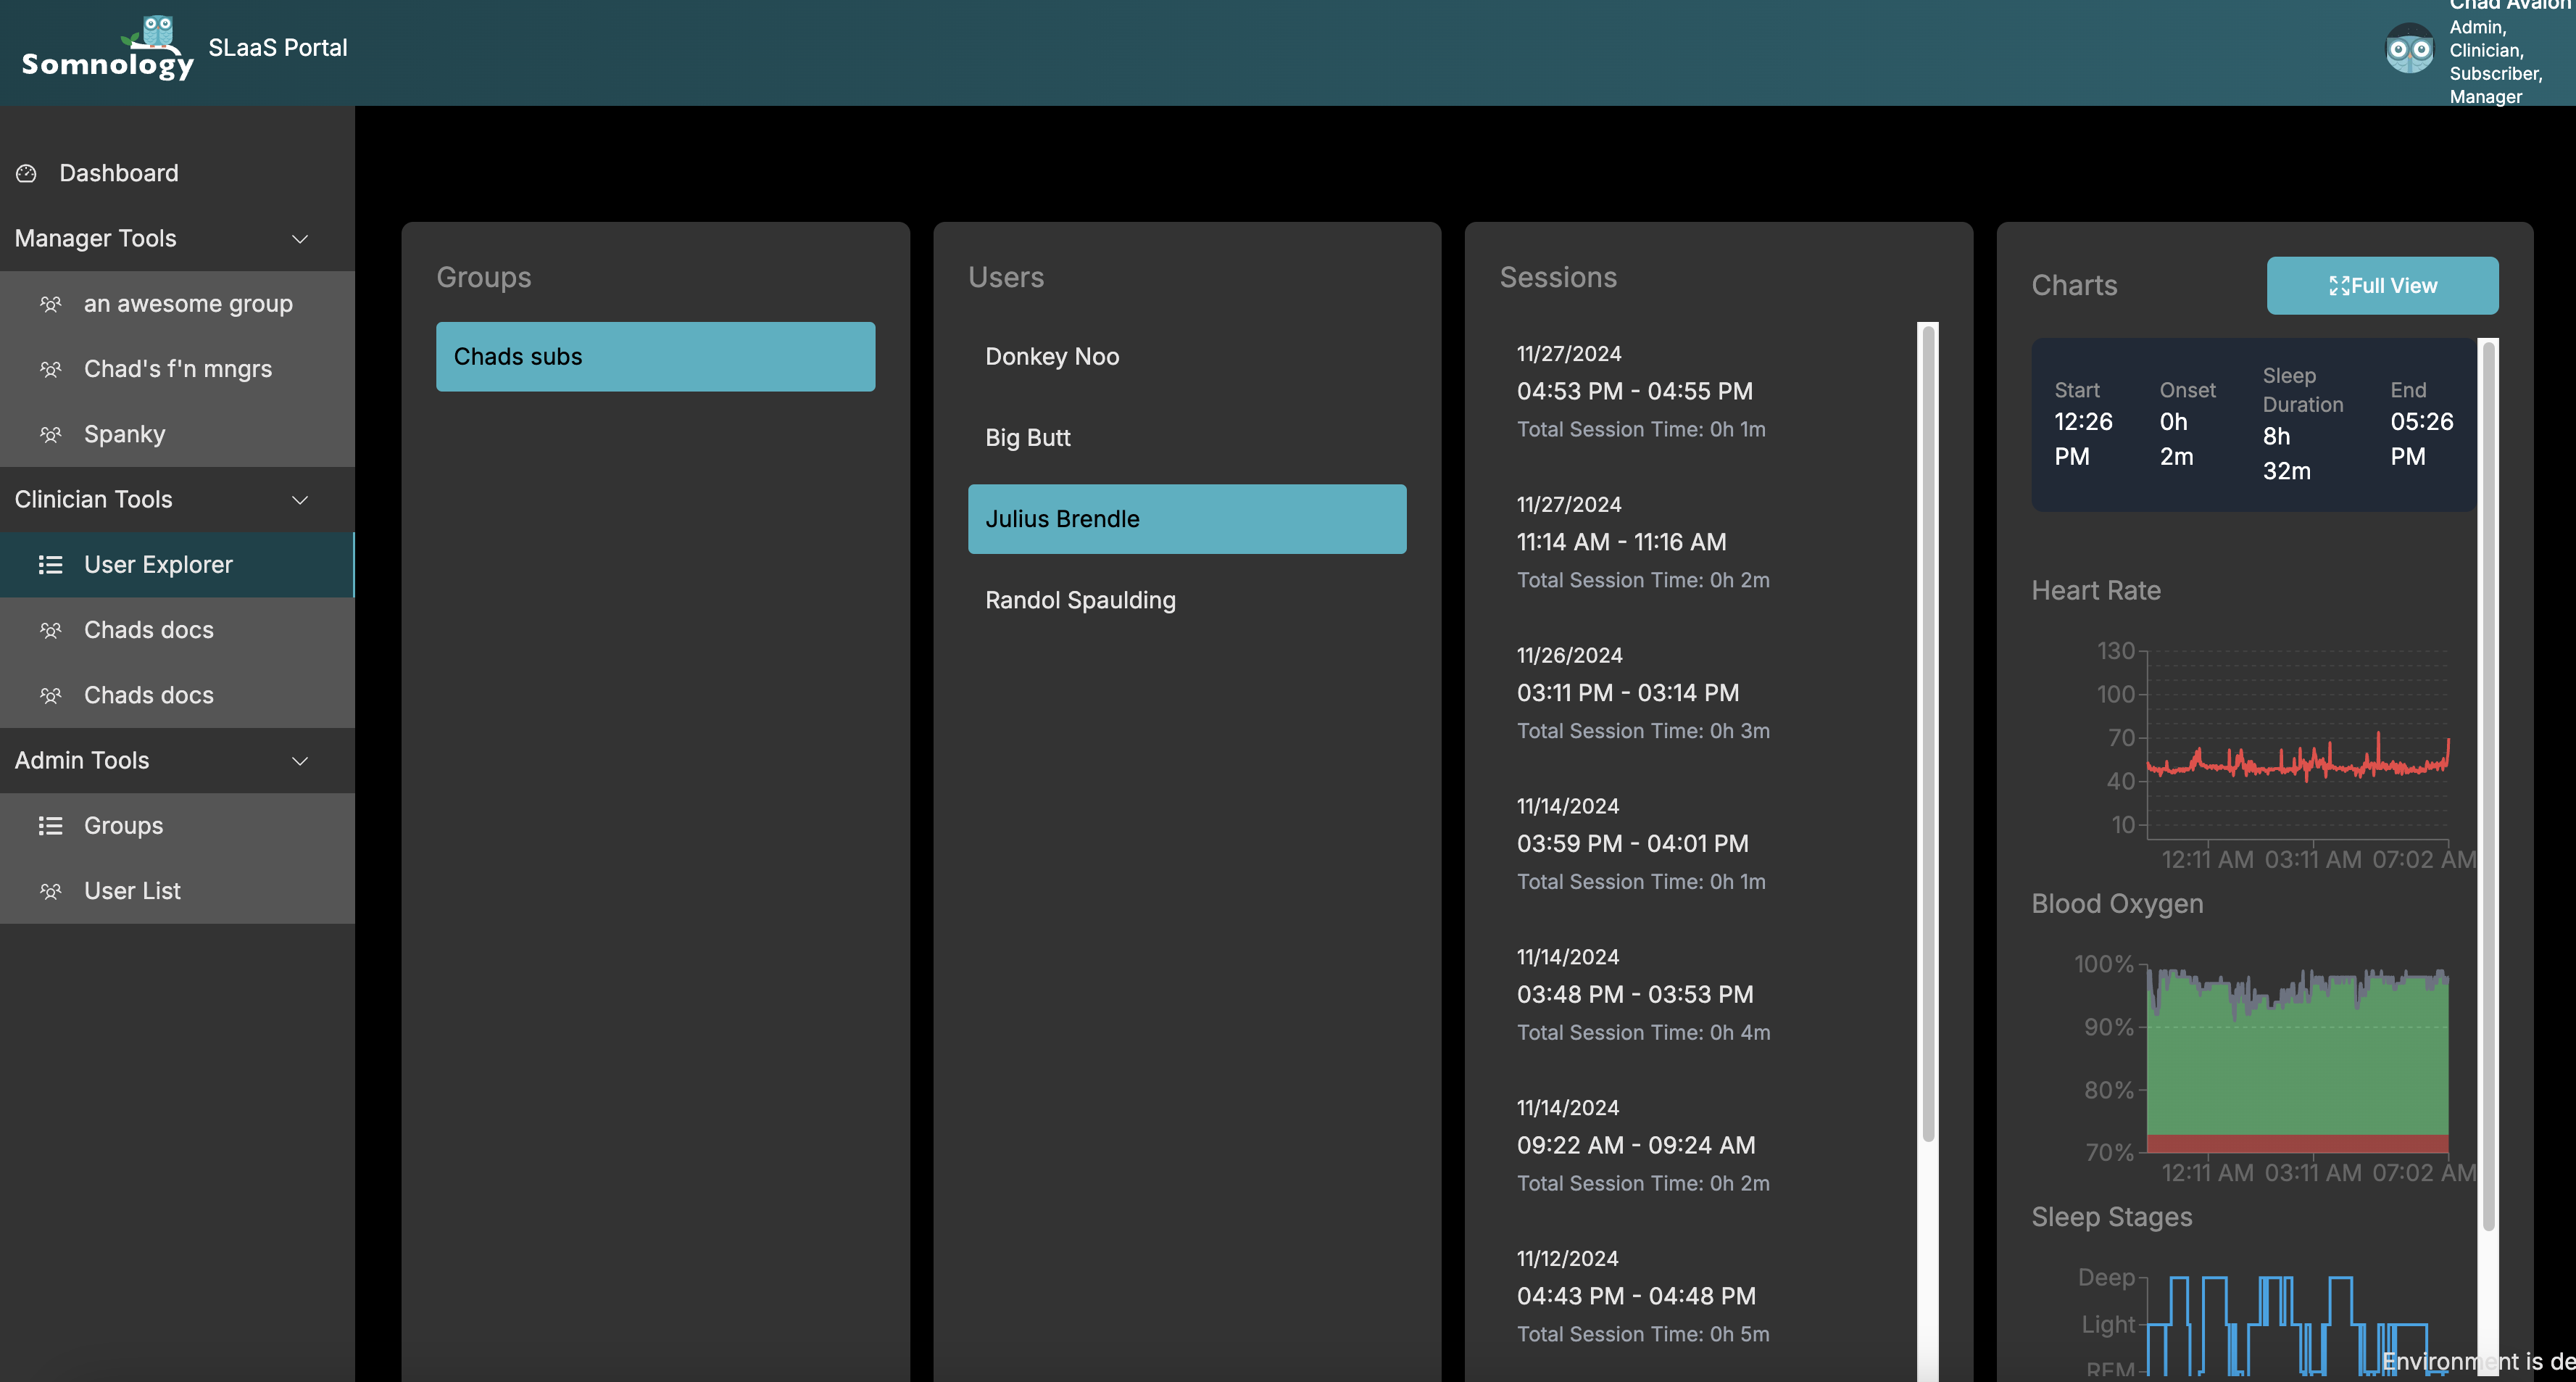 Somnology
SLaaS Portal
Chad Avalon
Admin,
Clinician,
Subscriber,
Manager
Dashboard
Manager Tools
an awesome group
Chad's f'n mngrs
Spanky
Clinician Tools
User Explorer
Chads docs
Chads docs
Admin Tools
Groups
User List
Groups
Chads subs
Users
Donkey Noo
Big Butt
Julius Brendle
Randol Spaulding
Sessions
11/27/2024
04:53 PM - 04:55 PM
Total Session Time: 0h 1m
11/27/2024
11:14 AM - 11:16 AM
Total Session Time: 0h 2m
11/26/2024
03:11 PM - 03:14 PM
Total Session Time: 0h 3m
11/14/2024
03:59 PM - 04:01 PM
Total Session Time: 0h 1m
11/14/2024
03:48 PM - 03:53 PM
Total Session Time: 0h 4m
11/14/2024
09:22 AM - 09:24 AM
Total Session Time: 0h 2m
11/12/2024
04:43 PM - 04:48 PM
Total Session Time: 0h 5m
Charts
Full View
Start
12:26
PM
Onset
0h
2m
Sleep
Duration
8h
32m
End
05:26
PM
Heart Rate
130
100
70
40
10
12:11 AM 03:11 AM 07:02 AM
Blood Oxygen
100%
90%
80%
70%
12:11 AM 03:11 AM 07:02 AM
Sleep Stages
Deep
Light
REM
Environment is de